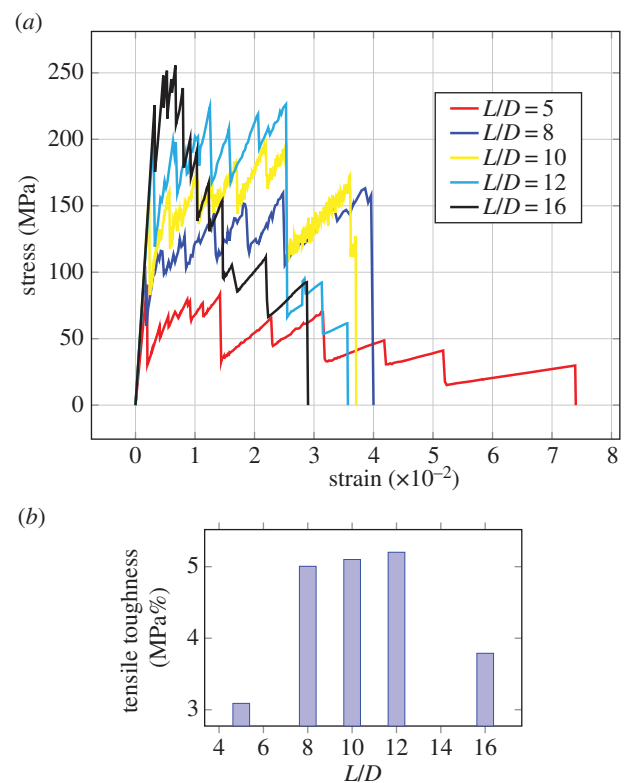 (a)
250
200
150
100
50
0
stress (MPa)
0 1 2 3 4 5 6 7 8
strain (×10⁻²)
L/D = 5
L/D = 8
L/D = 10
L/D = 12
L/D = 16
(b)
tensile toughness
(MPa%)
5
4
3
4 6 8 10 12 14 16
L/D